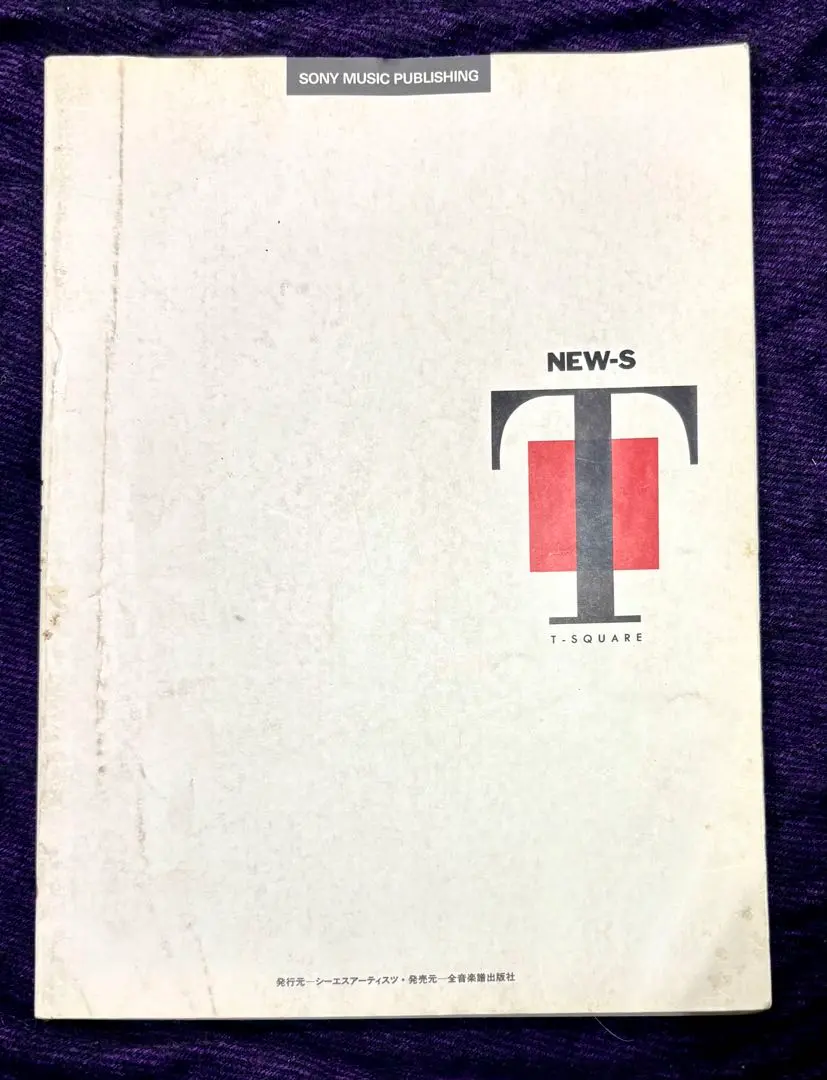 SONY MUSIC PUBLISHING
NEW-S
T
T-SQUARE
発行元─シーエスアーティスツ・発売元─全音楽譜出版社